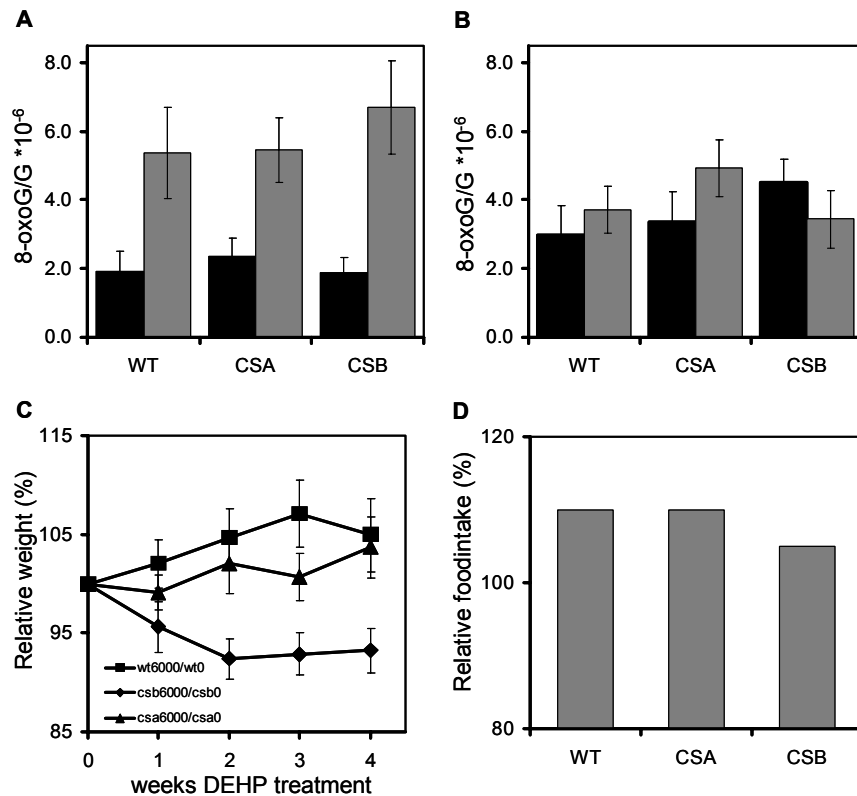 A
8-oxoG/G *10-6
8.0
6.0
4.0
2.0
0.0
WT CSA CSB
B
8-oxoG/G *10-6
8.0
6.0
4.0
2.0
0.0
WT CSA CSB
C
Relative weight (%)
115
105
95
85
wt6000/wt0
csb6000/csb0
csa6000/csa0
0 1 2 3 4
weeks DEHP treatment
D
Relative foodintake (%)
120
100
80
WT CSA CSB